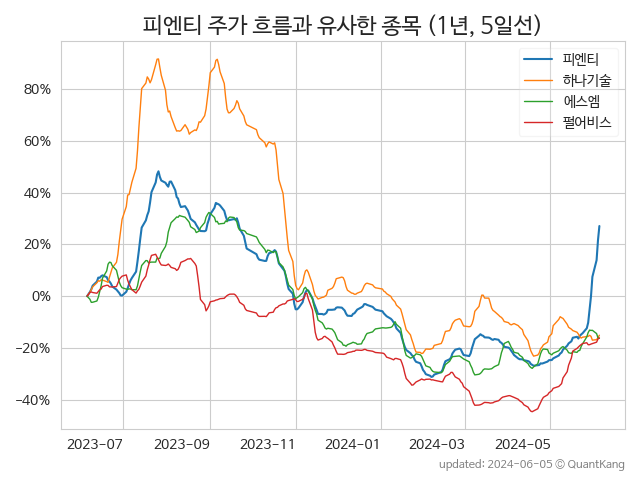 피엔티 주가 흐름과 유사한 종목 (1년, 5일선)
피엔티
하나기술
에스엠
펄어비스
80%
60%
40%
20%
0%
−20%
−40%
2023-07
2023-09
2023-11
2024-01
2024-03
2024-05
updated: 2024-06-05 © QuantKang